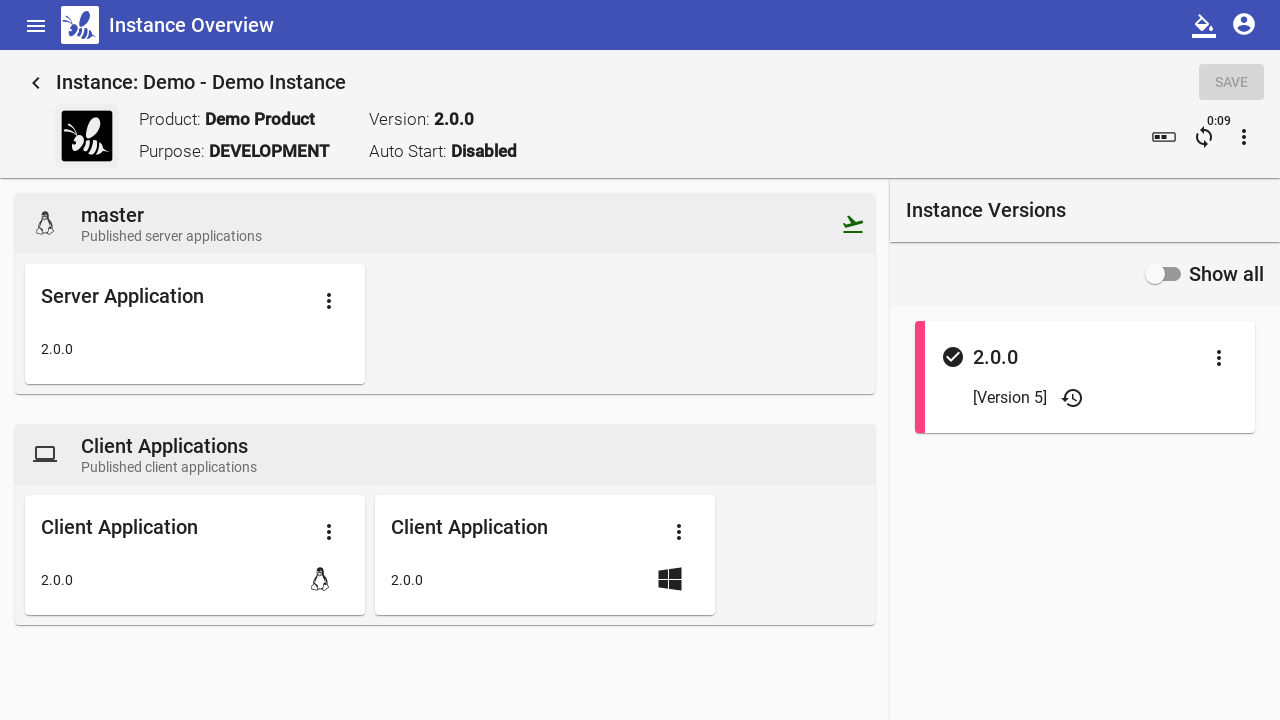 Instance Overview
Instance: Demo - Demo Instance
SAVE
Product: Demo Product
Version: 2.0.0
Purpose: DEVELOPMENT
Auto Start: Disabled
0:09
master
Published server applications
Server Application
2.0.0
Client Applications
Published client applications
Client Application
2.0.0
Client Application
2.0.0
Instance Versions
Show all
2.0.0
[Version 5]